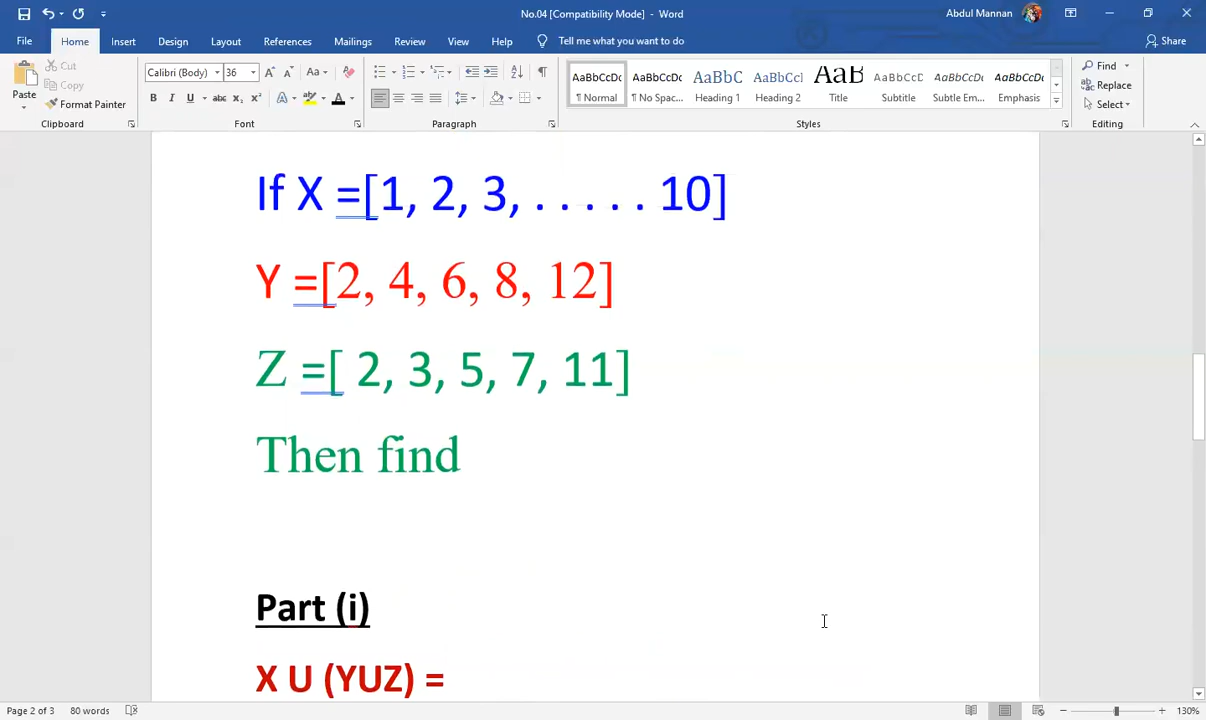 No.04 [Compatibility Mode] - Word
Abdul Mannan
File Home Insert Design Layout References Mailings Review View Help Tell me what you want to do Share
Paste
Cut
Copy
Format Painter
Clipboard
Calibri (Body) 36
Font
Paragraph
AaBbCcDc AaBbCcDc AaBbC AaBbCcI AaB AaBbCcDc AaBbCcDc AaBbCcDc
¶ Normal ¶ No Spac... Heading 1 Heading 2 Title Subtitle Subtle Em... Emphasis
Styles
Find
Replace
Select
Editing
If X =[1, 2, 3, . . . . . 10]
Y =[2, 4, 6, 8, 12]
Z =[ 2, 3, 5, 7, 11]
Then find
Part (i)
X U (YUZ) =
Page 2 of 3 80 words 130%